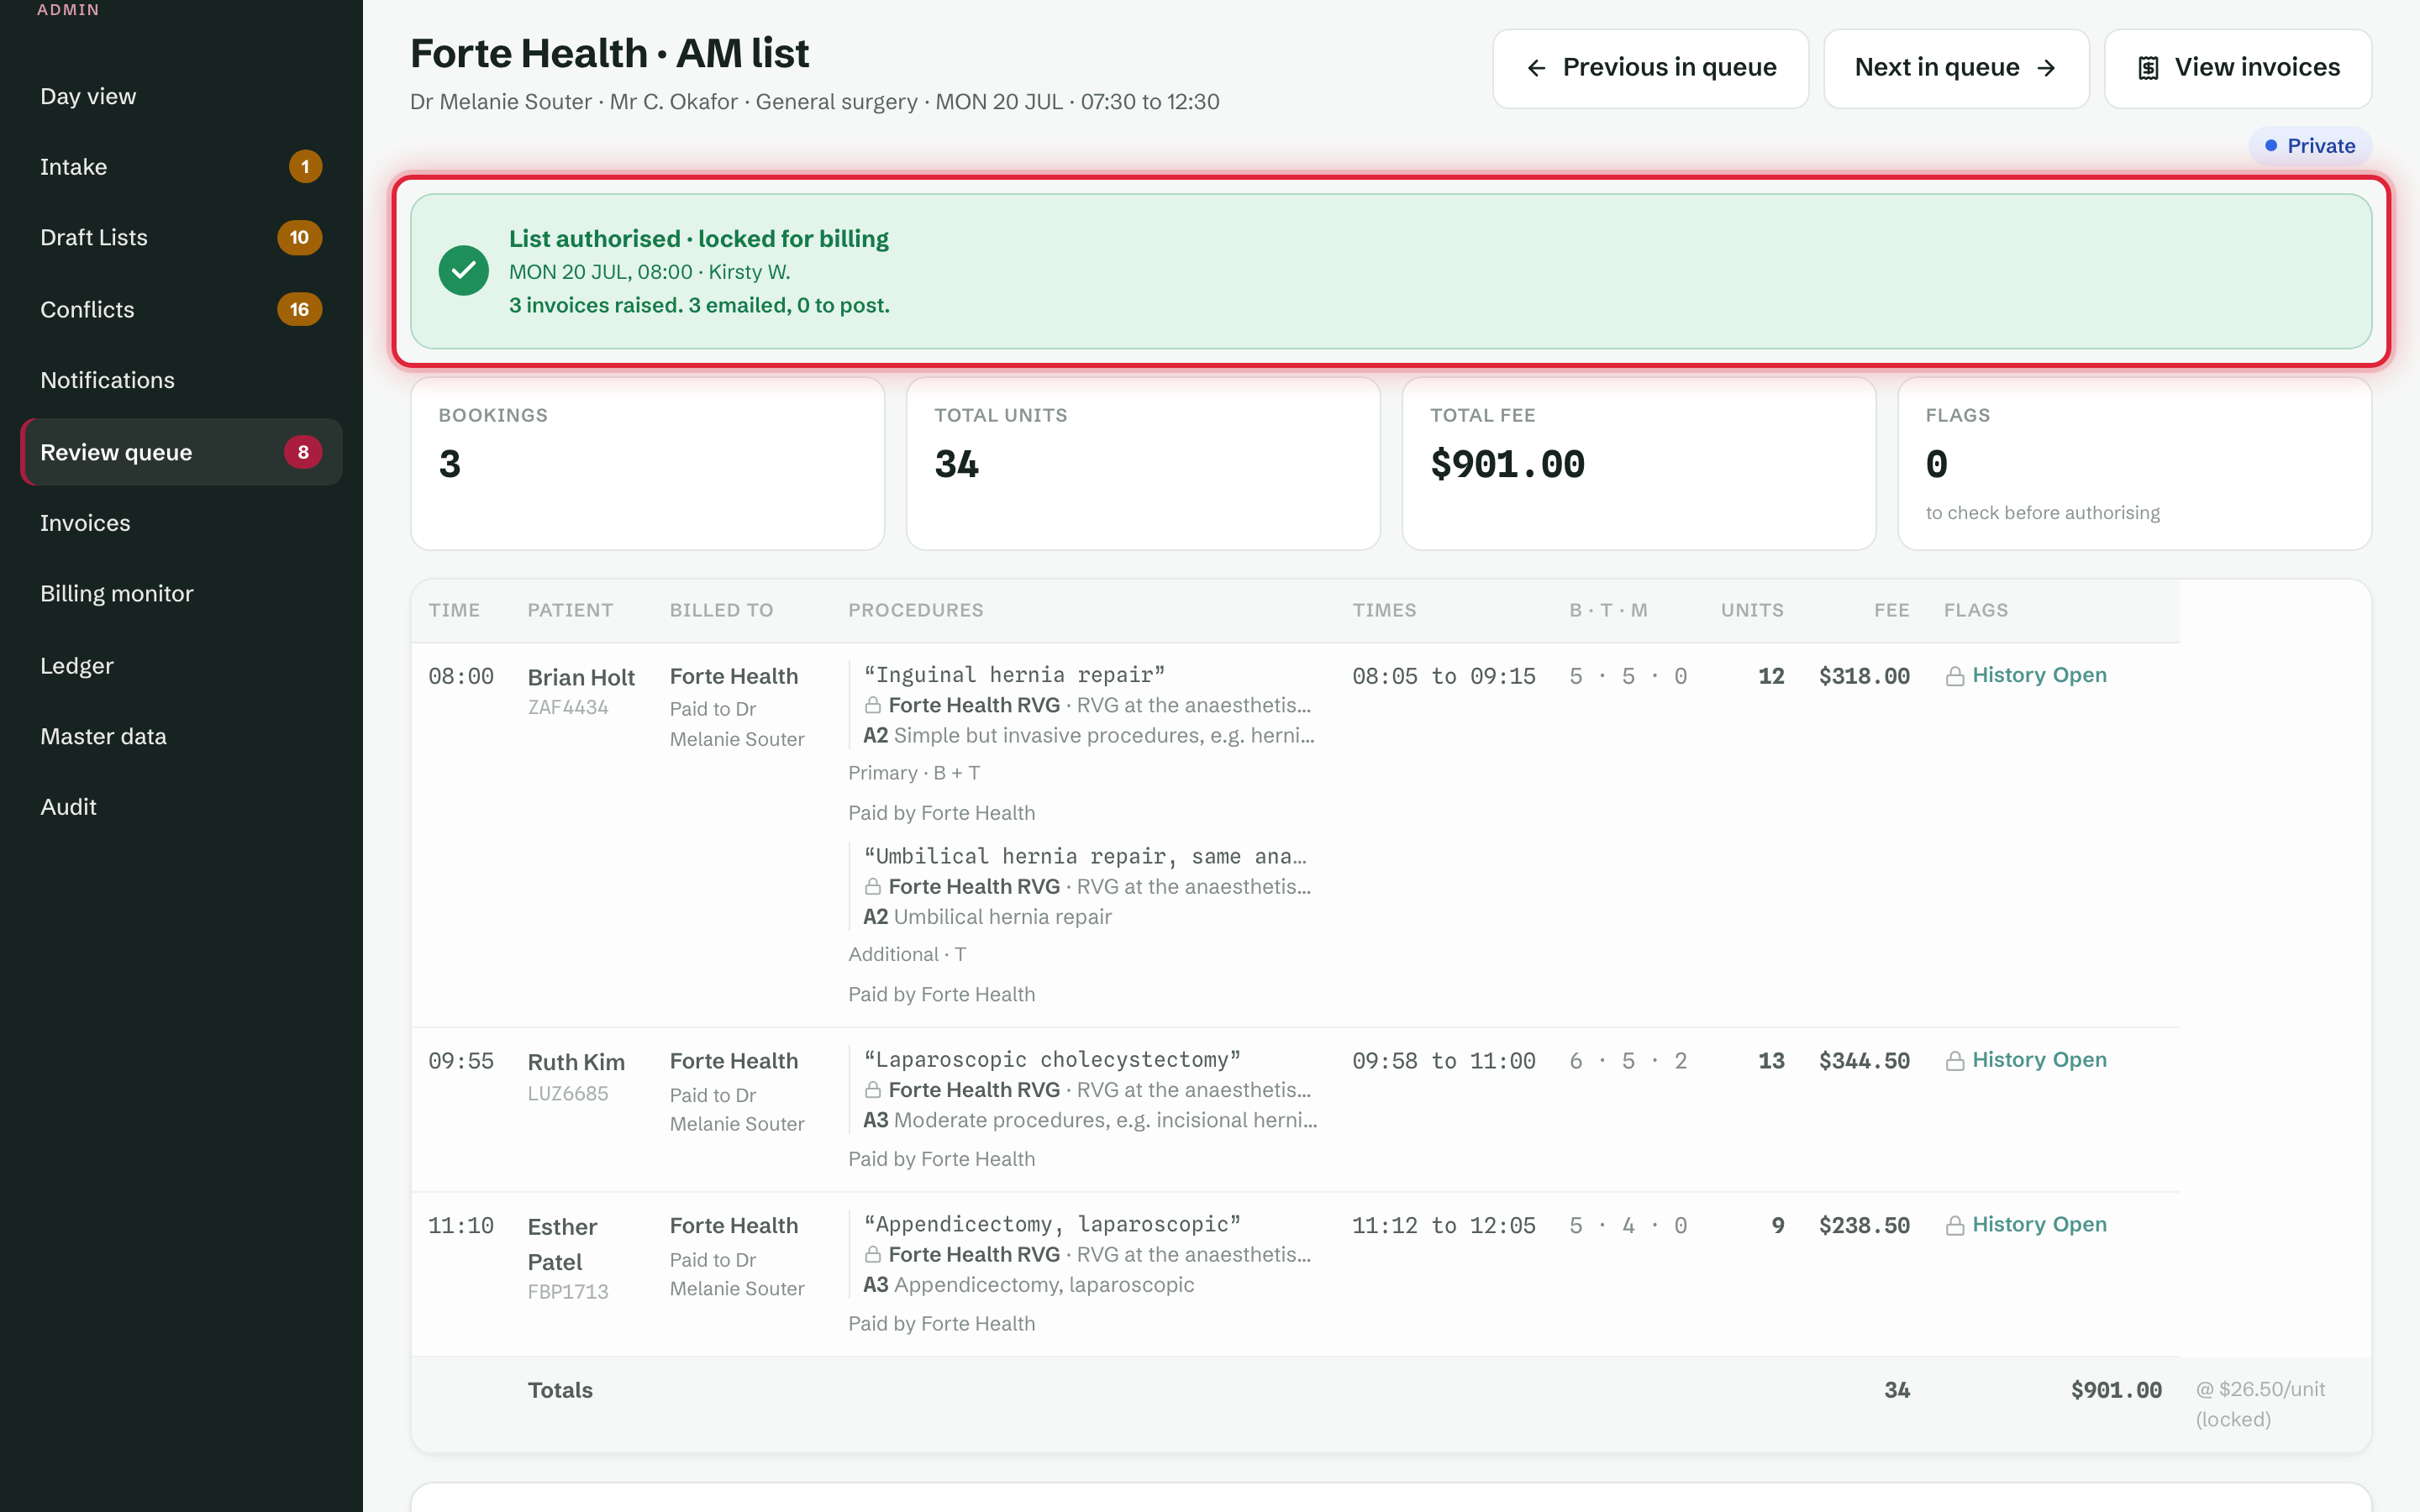 ADMIN
Day view
Intake 1
Draft Lists 10
Conflicts 16
Notifications
Review queue 8
Invoices
Billing monitor
Ledger
Master data
Audit
Forte Health · AM list
Dr Melanie Souter · Mr C. Okafor · General surgery · MON 20 JUL · 07:30 to 12:30
← Previous in queue
Next in queue →
View invoices
Private
List authorised · locked for billing
MON 20 JUL, 08:00 · Kirsty W.
3 invoices raised. 3 emailed, 0 to post.
BOOKINGS
3
TOTAL UNITS
34
TOTAL FEE
$901.00
FLAGS
0
to check before authorising
TIME PATIENT BILLED TO PROCEDURES TIMES B · T · M UNITS FEE FLAGS
08:00
Brian Holt
ZAF4434
Forte Health
Paid to Dr
Melanie Souter
“Inguinal hernia repair”
Forte Health RVG · RVG at the anaesthetis…
A2 Simple but invasive procedures, e.g. herni…
Primary · B + T
Paid by Forte Health
“Umbilical hernia repair, same ana…
Forte Health RVG · RVG at the anaesthetis…
A2 Umbilical hernia repair
Additional · T
Paid by Forte Health
08:05 to 09:15
5 · 5 · 0
12
$318.00
History Open
09:55
Ruth Kim
LUZ6685
Forte Health
Paid to Dr
Melanie Souter
“Laparoscopic cholecystectomy”
Forte Health RVG · RVG at the anaesthetis…
A3 Moderate procedures, e.g. incisional herni…
Paid by Forte Health
09:58 to 11:00
6 · 5 · 2
13
$344.50
History Open
11:10
Esther
Patel
FBP1713
Forte Health
Paid to Dr
Melanie Souter
“Appendicectomy, laparoscopic”
Forte Health RVG · RVG at the anaesthetis…
A3 Appendicectomy, laparoscopic
Paid by Forte Health
11:12 to 12:05
5 · 4 · 0
9
$238.50
History Open
Totals
34
$901.00
@ $26.50/unit
(locked)